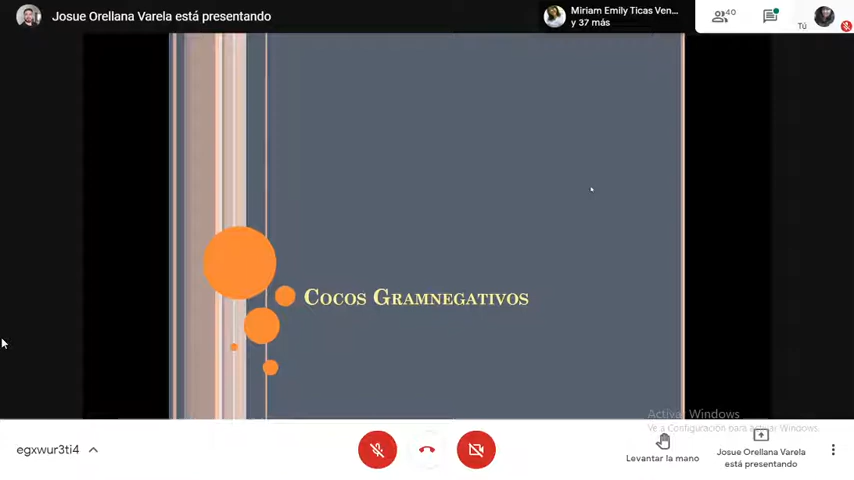 Josue Orellana Varela está presentando
Miriam Emily Ticas Ven...
y 37 más
40
Tú
Cocos Gramnegativos
Activar Windows
Ve a Configuración para activar Windows.
egxwur3ti4
Levantar la mano
Josue Orellana Varela
está presentando